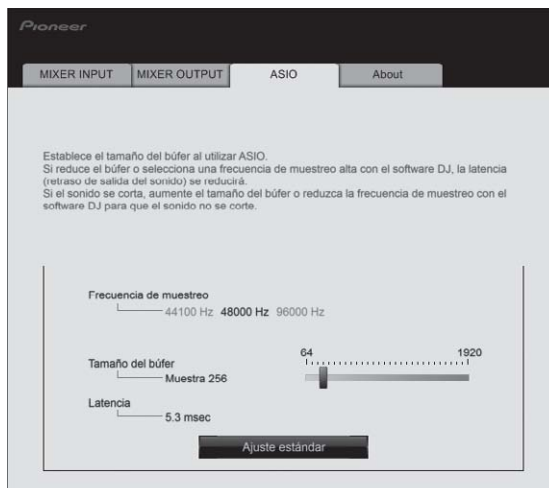 Pioneer
MIXER INPUT MIXER OUTPUT ASIO About
Establece el tamaño del búfer al utilizar ASIO.
Si reduce el búfer o selecciona una frecuencia de muestreo alta con el software DJ, la latencia
(retraso de salida del sonido) se reducirá.
Si el sonido se corta, aumente el tamaño del búfer o reduzca la frecuencia de muestreo con el
software DJ para que el sonido no se corte.
Frecuencia de muestreo
44100 Hz 48000 Hz 96000 Hz
64 1920
Tamaño del búfer
Muestra 256
Latencia
5.3 msec
Ajuste estándar